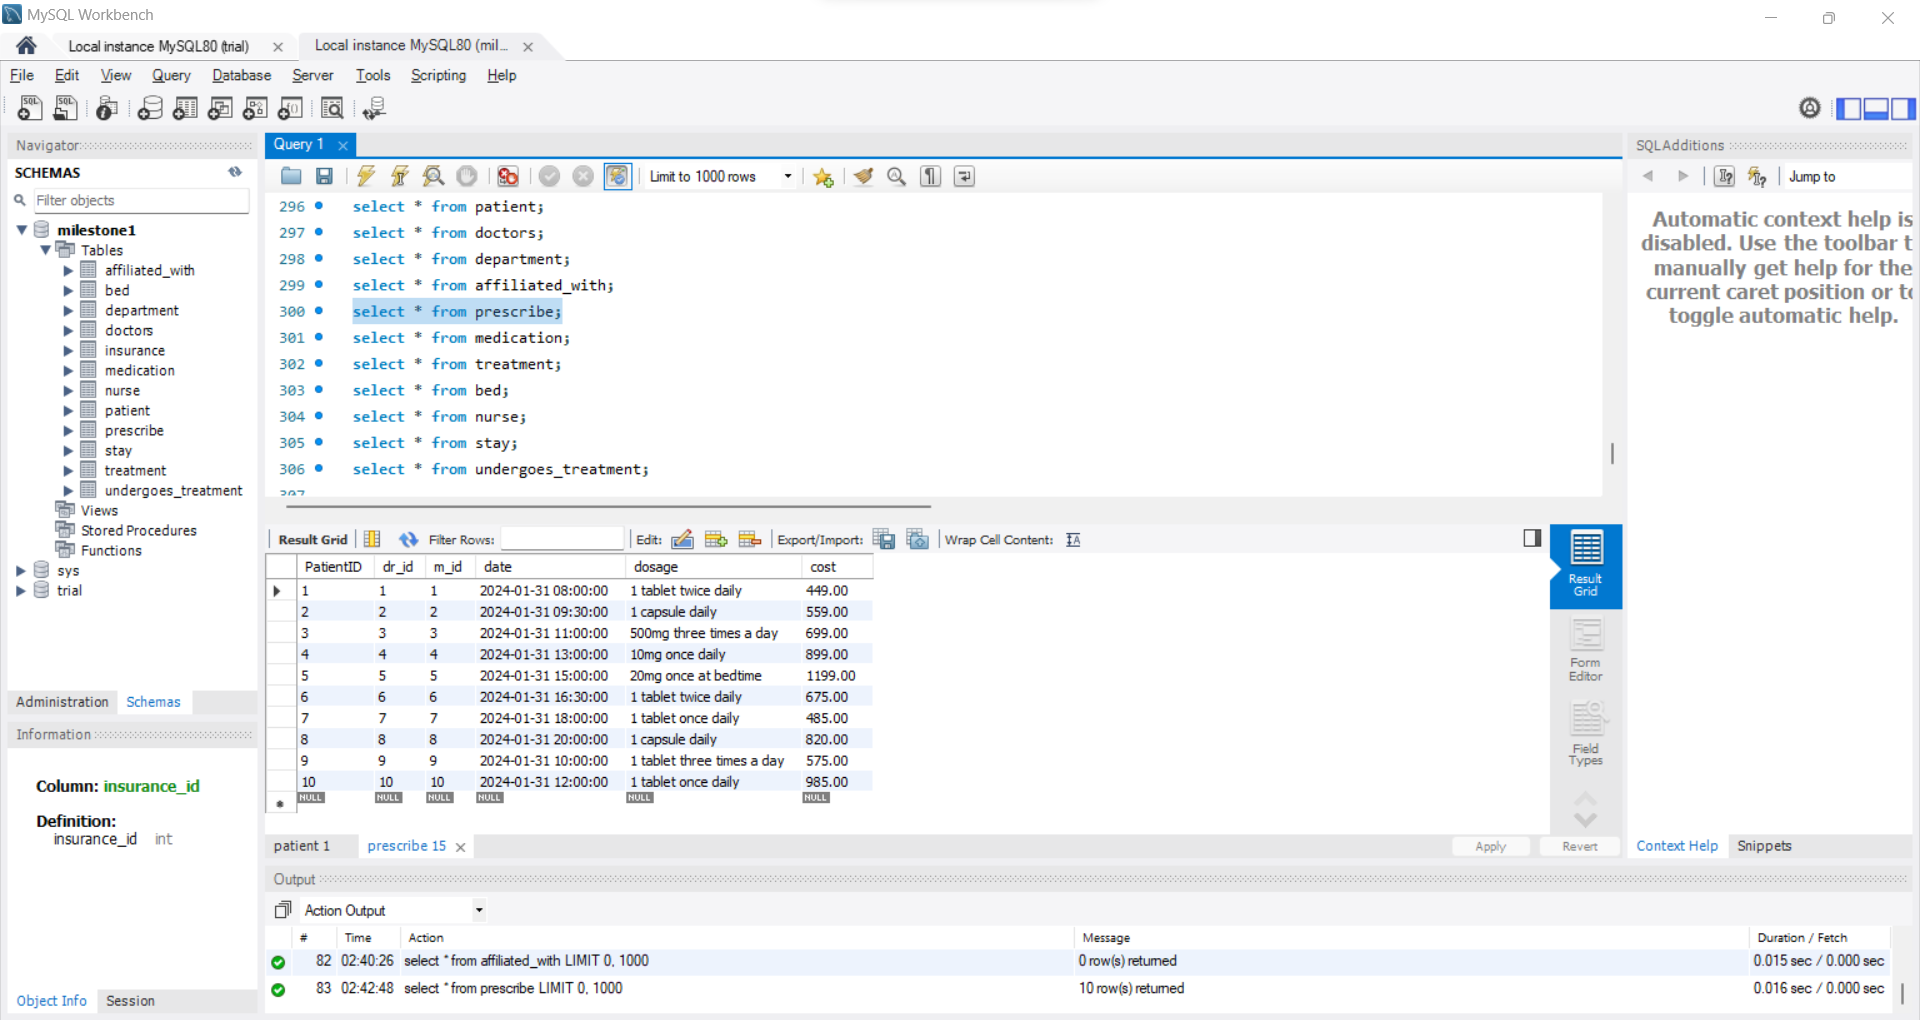 MySQL Workbench
Local instance MySQL80 (trial)
Local instance MySQL80 (mil...
File Edit View Query Database Server Tools Scripting Help
Navigator
SCHEMAS
Filter objects
milestone1
Tables
affiliated_with
bed
department
doctors
insurance
medication
nurse
patient
prescribe
stay
treatment
undergoes_treatment
Views
Stored Procedures
Functions
sys
trial
Administration Schemas
Information
Column: insurance_id
Definition:
insurance_id int
Object Info Session
Query 1
Limit to 1000 rows
296 select * from patient;
297 select * from doctors;
298 select * from department;
299 select * from affiliated_with;
300 select * from prescribe;
301 select * from medication;
302 select * from treatment;
303 select * from bed;
304 select * from nurse;
305 select * from stay;
306 select * from undergoes_treatment;
307
Result Grid Filter Rows: Edit: Export/Import: Wrap Cell Content:
PatientID dr_id m_id date dosage cost
1 1 1 2024-01-31 08:00:00 1 tablet twice daily 449.00
2 2 2 2024-01-31 09:30:00 1 capsule daily 559.00
3 3 3 2024-01-31 11:00:00 500mg three times a day 699.00
4 4 4 2024-01-31 13:00:00 10mg once daily 899.00
5 5 5 2024-01-31 15:00:00 20mg once at bedtime 1199.00
6 6 6 2024-01-31 16:30:00 1 tablet twice daily 675.00
7 7 7 2024-01-31 18:00:00 1 tablet once daily 485.00
8 8 8 2024-01-31 20:00:00 1 capsule daily 820.00
9 9 9 2024-01-31 10:00:00 1 tablet three times a day 575.00
10 10 10 2024-01-31 12:00:00 1 tablet once daily 985.00
NULL NULL NULL NULL NULL NULL
Result
Grid
Form
Editor
Field
Types
patient 1 prescribe 15
Apply Revert
SQLAdditions
Jump to
Automatic context help is
disabled. Use the toolbar t
manually get help for the
current caret position or to
toggle automatic help.
Context Help Snippets
Output
Action Output
# Time Action Message Duration / Fetch
82 02:40:26 select * from affiliated_with LIMIT 0, 1000 0 row(s) returned 0.015 sec / 0.000 sec
83 02:42:48 select * from prescribe LIMIT 0, 1000 10 row(s) returned 0.016 sec / 0.000 sec